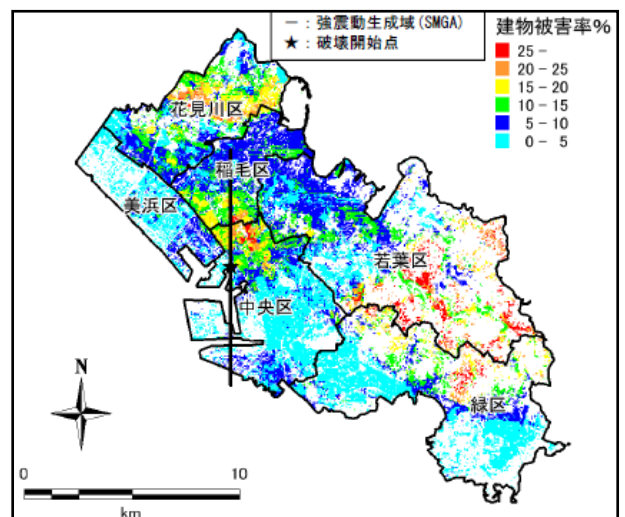 －：強震動生成域(SMGA)
★：破壊開始点
建物被害率%
25－
20－25
15－20
10－15
5－10
0－5
花見川区
稲毛区
美浜区
若葉区
中央区
緑区
N
0 10
km